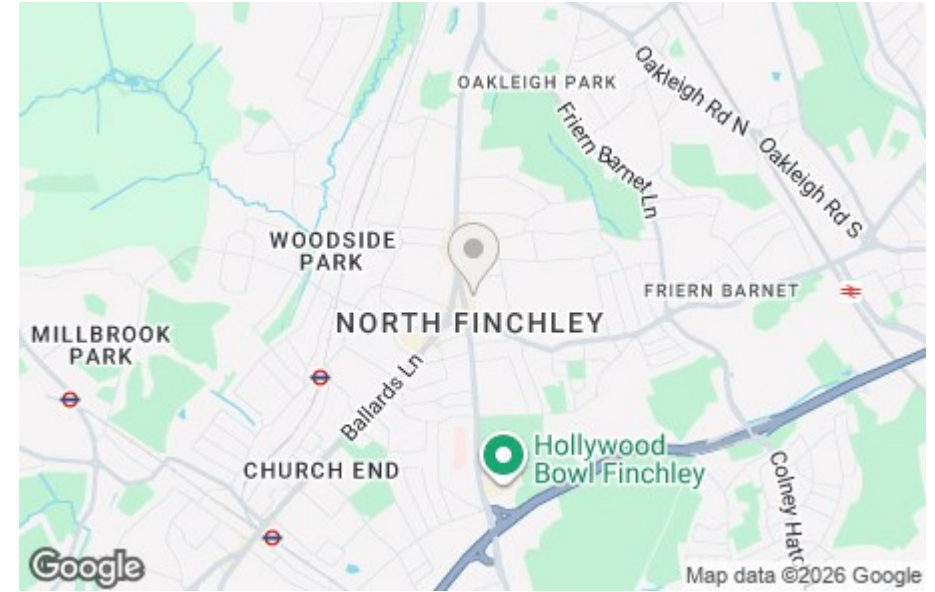 OAKLEIGH PARK
Oakleigh Rd N
Friern Barnet Ln
Oakleigh Rd S
WOODSIDE
PARK
FRIERN BARNET
NORTH FINCHLEY
MILLBROOK
PARK
Ballards Ln
Hollywood
Bowl Finchley
CHURCH END
Colney Hatc
Google
Map data ©2026 Google